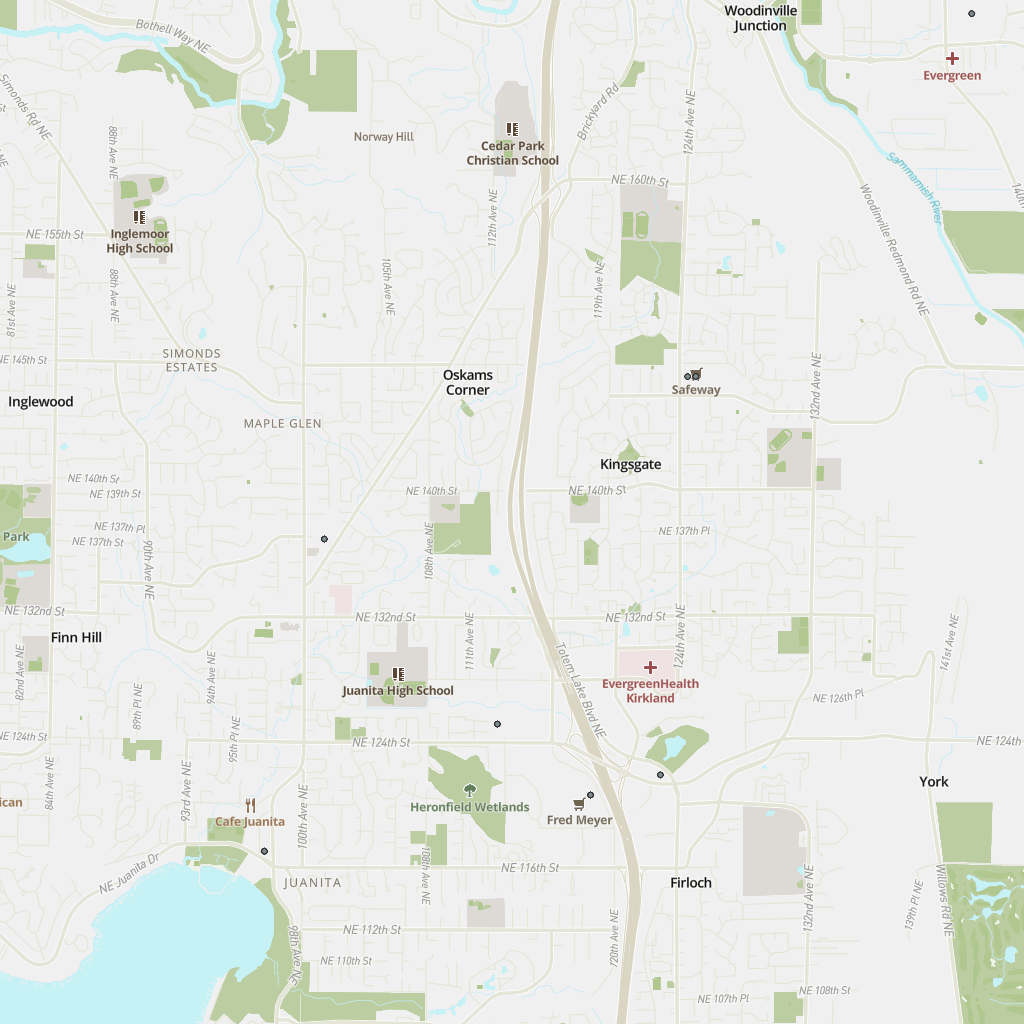 Woodinville
Junction
Bothell Way NE
Evergreen
Simonds Rd NE
Brickyard Rd
124th Ave NE
Norway Hill
88th Ave NE
Cedar Park
Christian School
Sammamish River
NE 160th St
140th
Woodinville Redmond Rd NE
112th Ave NE
NE 155th St
Inglemoor
High School
105th Ave NE
119th Ave NE
88th Ave NE
81st Ave NE
NE 145th St
SIMONDS
ESTATES
Oskams
Corner
Safeway
132nd Ave NE
Inglewood
MAPLE GLEN
Kingsgate
NE 140th St
NE 139th St
NE 140th St
NE 140th St
NE 137th Pl
NE 137th St
Park
NE 137th Pl
90th Ave NE
108th Ave NE
NE 132nd St
NE 132nd St
NE 132nd St
Finn Hill
111th Ave NE
124th Ave NE
141st Ave NE
82nd Ave NE
94th Ave NE
Totem Lake Blvd NE
EvergreenHealth
Kirkland
Juanita High School
89th Pl NE
NE 126th Pl
95th Pl NE
NE 124th St
NE 124th St
NE 124th
84th Ave NE
93rd Ave NE
York
ican
Cafe Juanita
100th Ave NE
Heronfield Wetlands
Fred Meyer
NE Juanita Dr
NE 116th St
JUANITA
108th Ave NE
Firloch
132nd Ave NE
139th Pl NE
Willows Rd NE
98th Ave NE
NE 112th St
120th Ave NE
NE 110th St
NE 107th Pl
NE 108th St